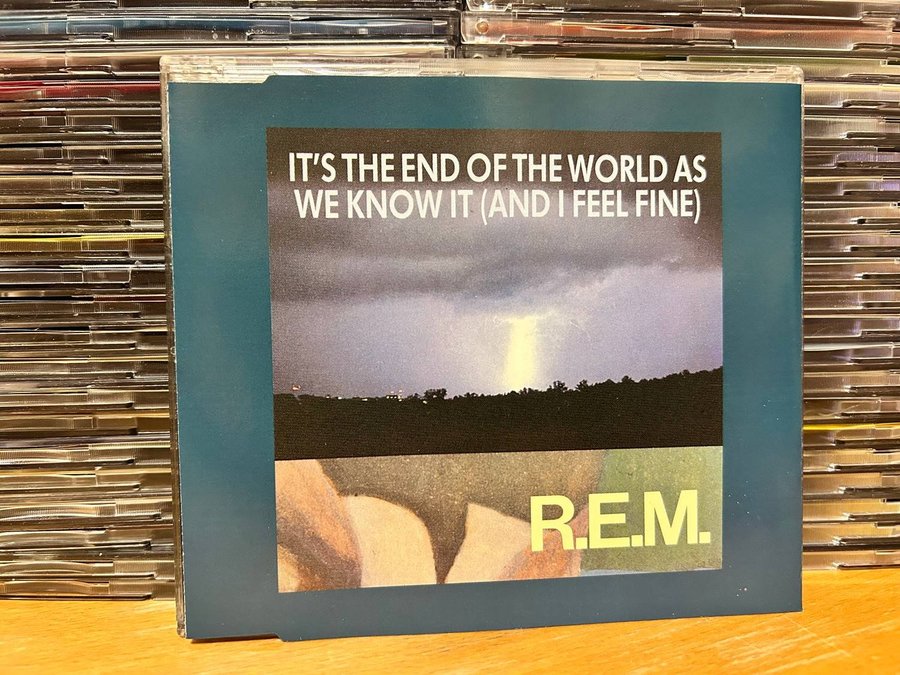 IT'S THE END OF THE WORLD AS
WE KNOW IT (AND I FEEL FINE)
R.E.M.